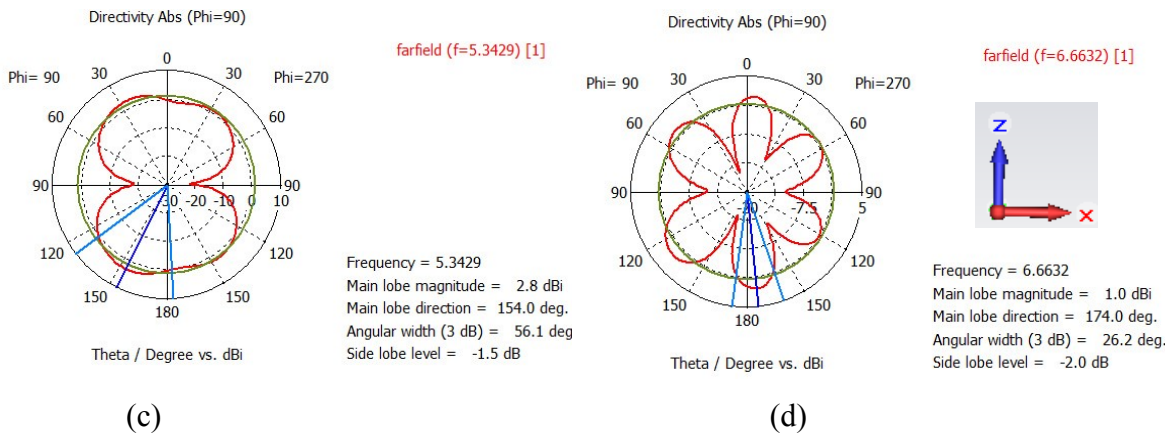 Directivity Abs (Phi=90)
farfield (f=5.3429) [1]
Phi= 90
30
0
30
Phi=270
60
60
90
-30
-20
-10
0
10
90
120
120
150
150
180
Theta / Degree vs. dBi
Frequency = 5.3429
Main lobe magnitude = 2.8 dBi
Main lobe direction = 154.0 deg.
Angular width (3 dB) = 56.1 deg
Side lobe level = -1.5 dB
(c)
Directivity Abs (Phi=90)
farfield (f=6.6632) [1]
Phi= 90
30
0
30
Phi=270
60
60
90
-20
-7.5
5
90
120
120
150
150
180
Theta / Degree vs. dBi
Z
X
Frequency = 6.6632
Main lobe magnitude = 1.0 dBi
Main lobe direction = 174.0 deg.
Angular width (3 dB) = 26.2 deg.
Side lobe level = -2.0 dB
(d)